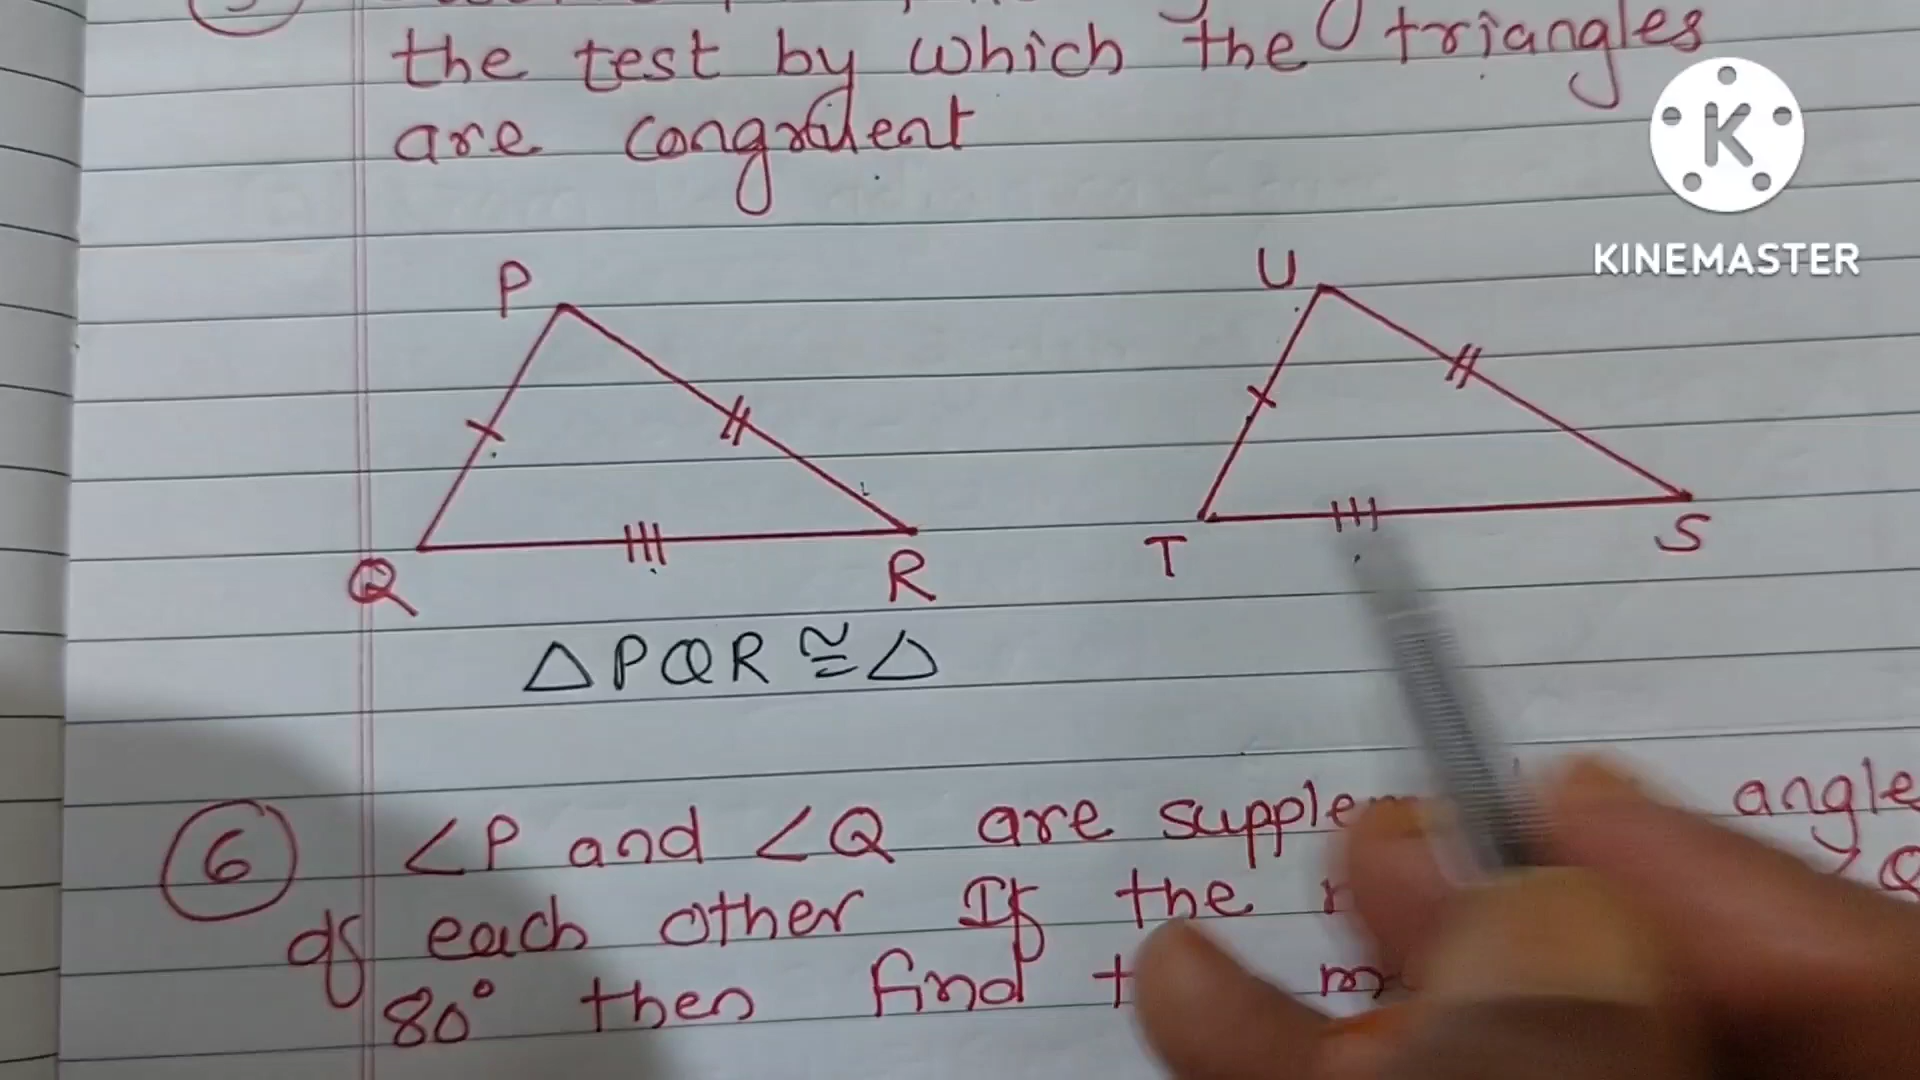 the test by which the triangles
are congruent
K
KINEMASTER
P
U
Q
R
T
S
△PQR ≅ △
6 ∠P and ∠Q are angle
of each other If the
80° then find